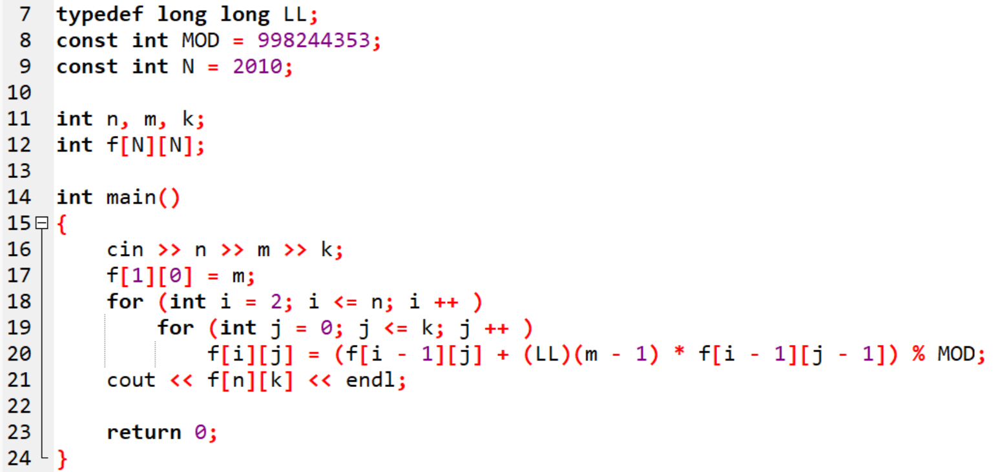 7 typedef long long LL;
8 const int MOD = 998244353;
9 const int N = 2010;
10
11 int n, m, k;
12 int f[N][N];
13
14 int main()
15 {
16     cin >> n >> m >> k;
17     f[1][0] = m;
18     for (int i = 2; i <= n; i ++ )
19         for (int j = 0; j <= k; j ++ )
20             f[i][j] = (f[i - 1][j] + (LL)(m - 1) * f[i - 1][j - 1]) % MOD;
21     cout << f[n][k] << endl;
22
23     return 0;
24 }